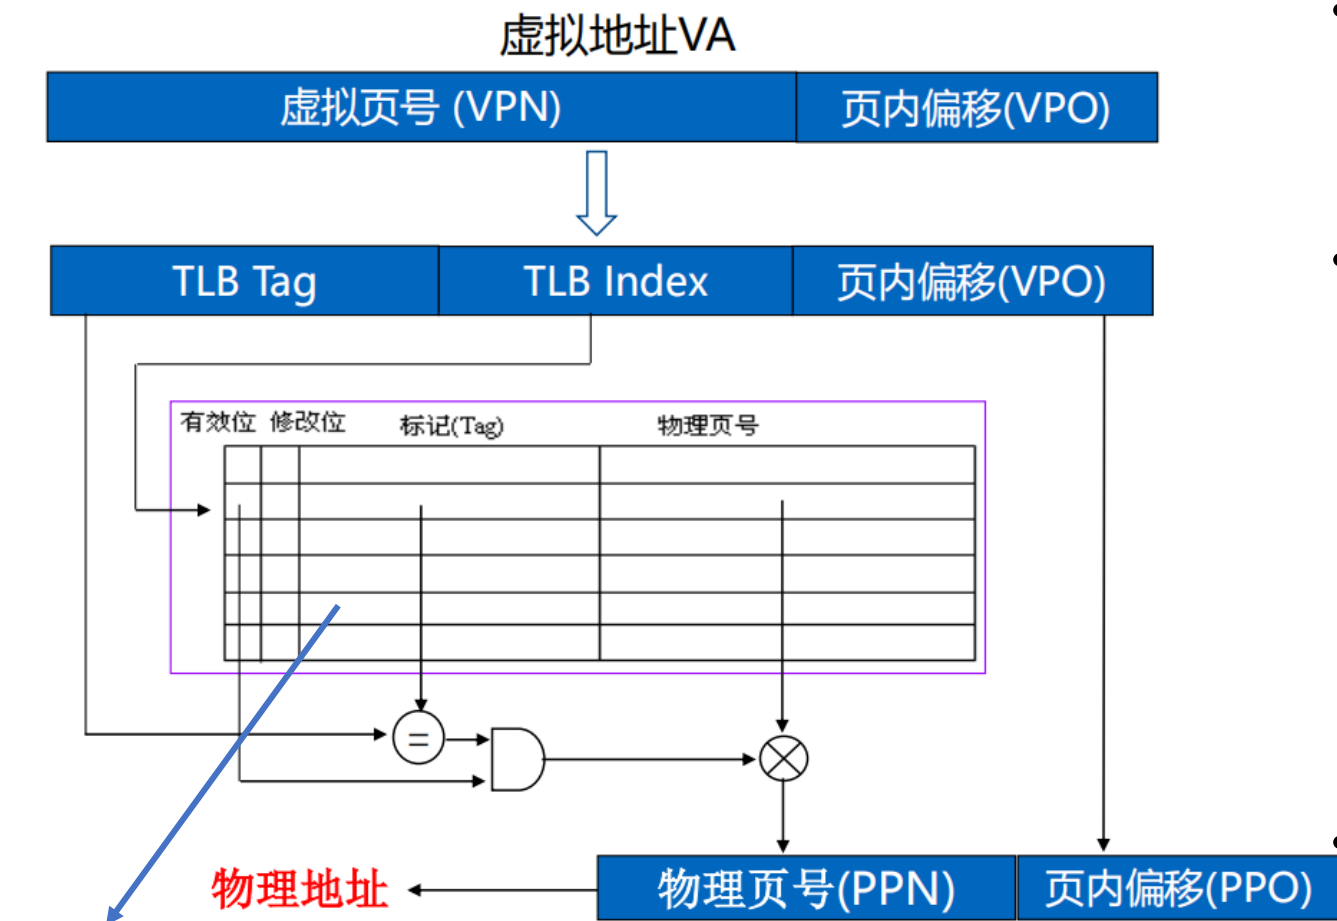 虚拟地址VA
虚拟页号 (VPN) 页内偏移(VPO)
TLB Tag TLB Index 页内偏移(VPO)
有效位 修改位 标记(Tag) 物理页号
=
物理地址 物理页号(PPN) 页内偏移(PPO)